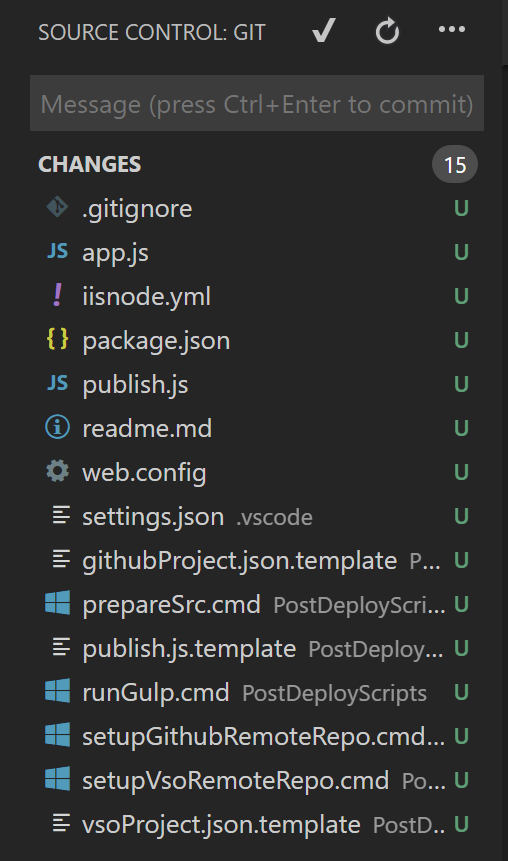 SOURCE CONTROL: GIT
Message (press Ctrl+Enter to commit)
CHANGES 15
.gitignore U
JS app.js U
! iisnode.yml U
{} package.json U
JS publish.js U
readme.md U
web.config U
settings.json .vscode U
githubProject.json.template P... U
prepareSrc.cmd PostDeployScri... U
publish.js.template PostDeploy... U
runGulp.cmd PostDeployScripts U
setupGithubRemoteRepo.cmd... U
setupVsoRemoteRepo.cmd Po... U
vsoProject.json.template PostD.. U